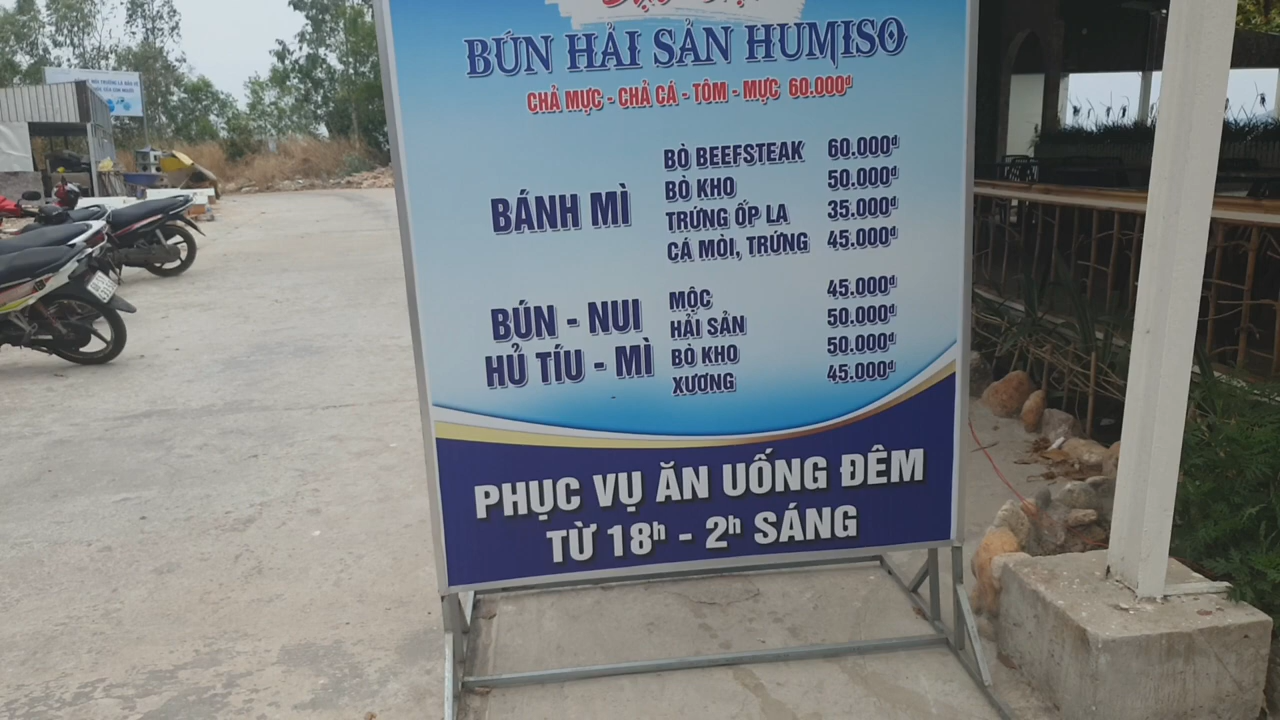 BÚN HẢI SẢN HUMISO
CHẢ MỰC - CHẢ CÁ - TÔM - MỰC 60.000đ
BÁNH MÌ
BÒ BEEFSTEAK 60.000đ
BÒ KHO 50.000đ
TRỨNG ỐP LA 35.000đ
CÁ MÒI, TRỨNG 45.000đ
BÚN - NUI
HỦ TÍU - MÌ
MỘC 45.000đ
HẢI SẢN 50.000đ
BÒ KHO 50.000đ
XƯƠNG 45.000đ
PHỤC VỤ ĂN UỐNG ĐÊM
TỪ 18h - 2h SÁNG